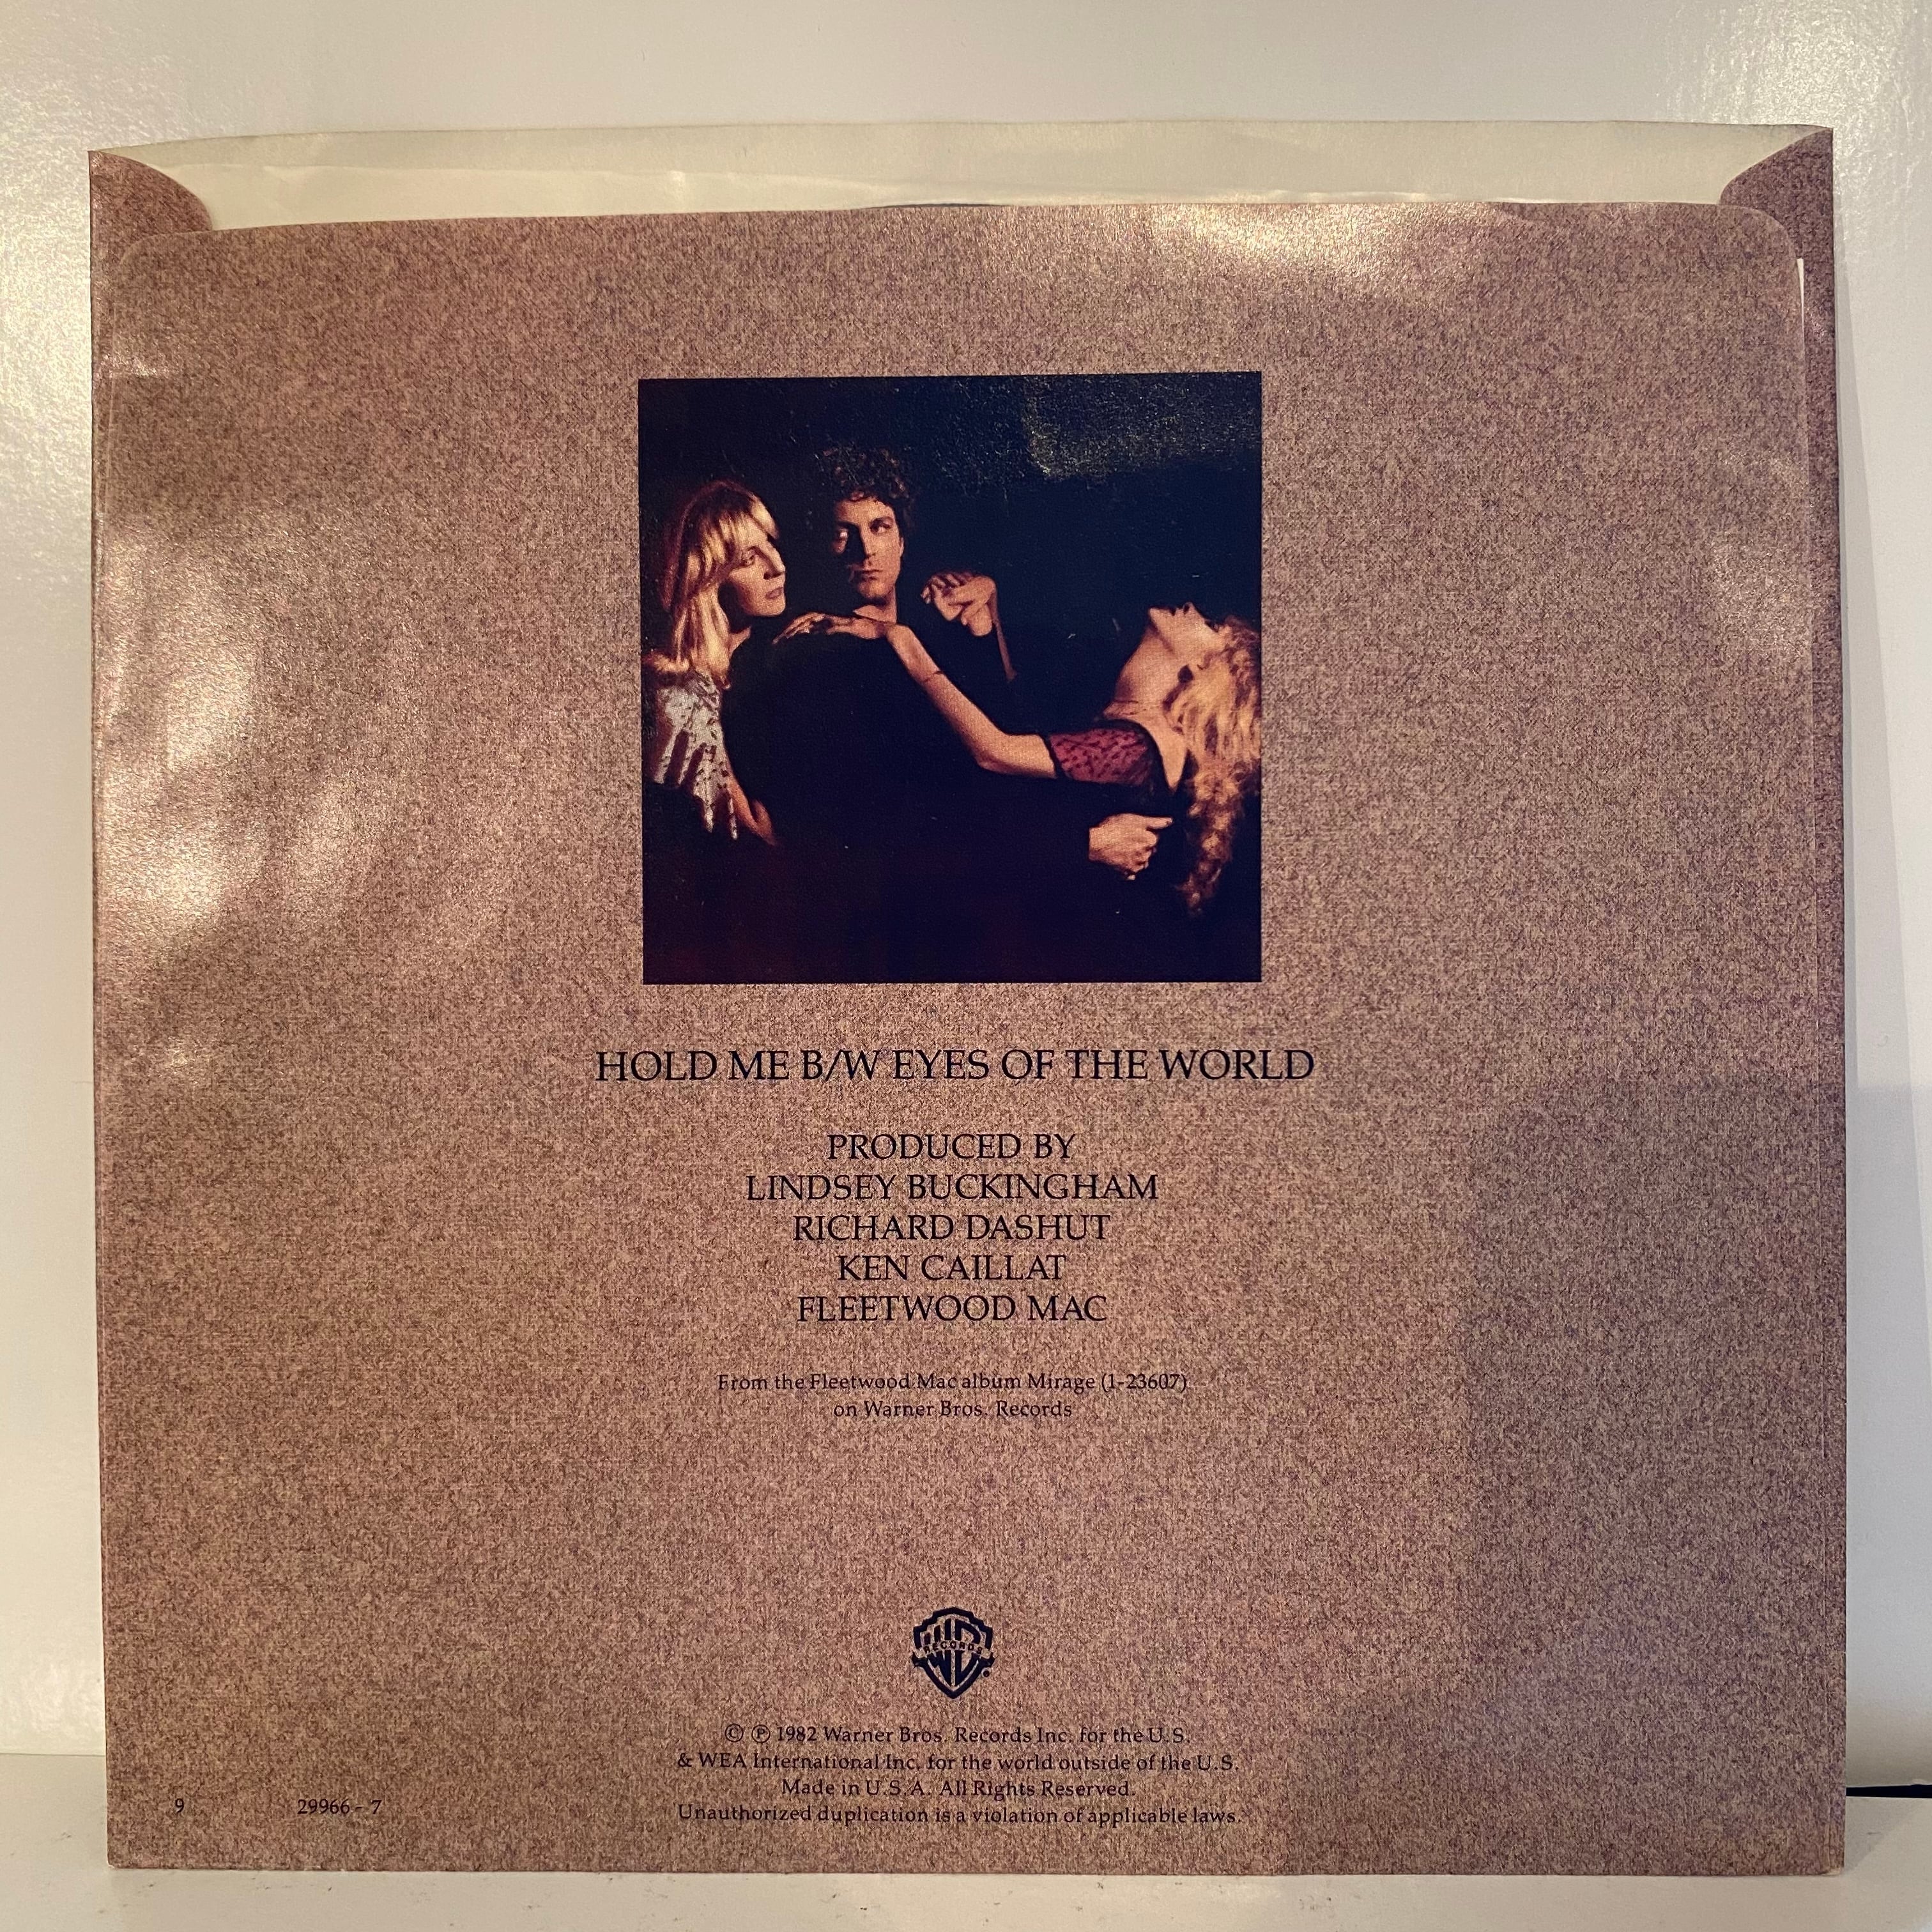 HOLD ME B/W EYES OF THE WORLD
PRODUCED BY
LINDSEY BUCKINGHAM
RICHARD DASHUT
KEN CAILLAT
FLEETWOOD MAC
From the Fleetwood Mac album Mirage (1-23607)
on Warner Bros. Records
RECORDS
© ℗ 1982 Warner Bros. Records Inc. for the U.S.
& WEA International Inc. for the world outside of the U.S.
Made in U.S.A. All Rights Reserved.
Unauthorized duplication is a violation of applicable laws.
9 29966-7